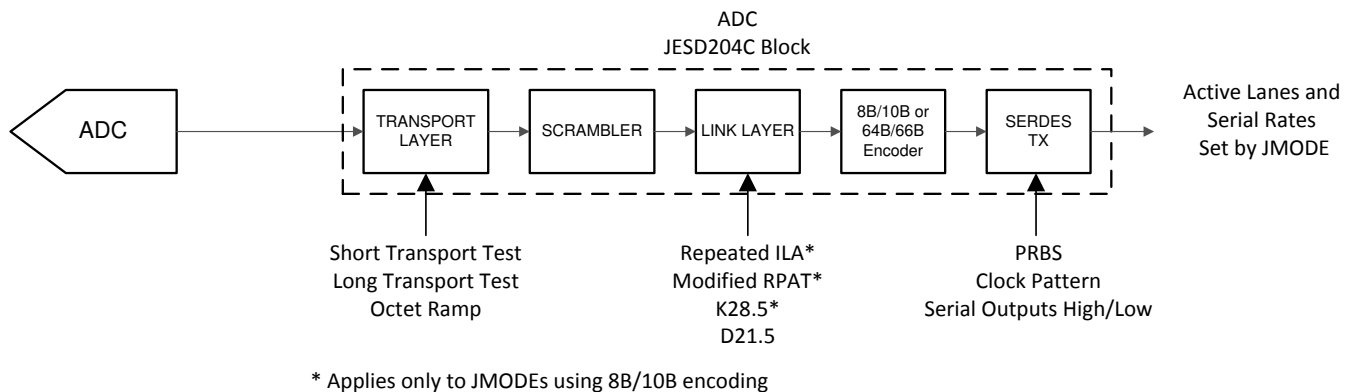 ADC
JESD204C Block
ADC
TRANSPORT
LAYER
SCRAMBLER
LINK LAYER
8B/10B or
64B/66B
Encoder
SERDES
TX
Active Lanes and
Serial Rates
Set by JMODE
Short Transport Test
Long Transport Test
Octet Ramp
Repeated ILA*
Modified RPAT*
K28.5*
D21.5
PRBS
Clock Pattern
Serial Outputs High/Low
* Applies only to JMODEs using 8B/10B encoding